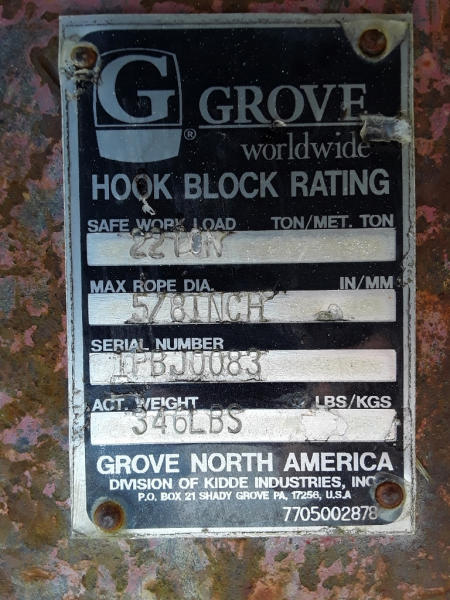 G
GROVE
®
worldwide
HOOK BLOCK RATING
SAFE WORK LOAD TON/MET. TON
22TON
MAX ROPE DIA. IN/MM
5/8INCH
SERIAL NUMBER
IPBJ0083
ACT. WEIGHT LBS/KGS
346LBS
GROVE NORTH AMERICA
DIVISION OF KIDDE INDUSTRIES, INC
P.O. BOX 21 SHADY GROVE PA, 17256, U.S.A
7705002878